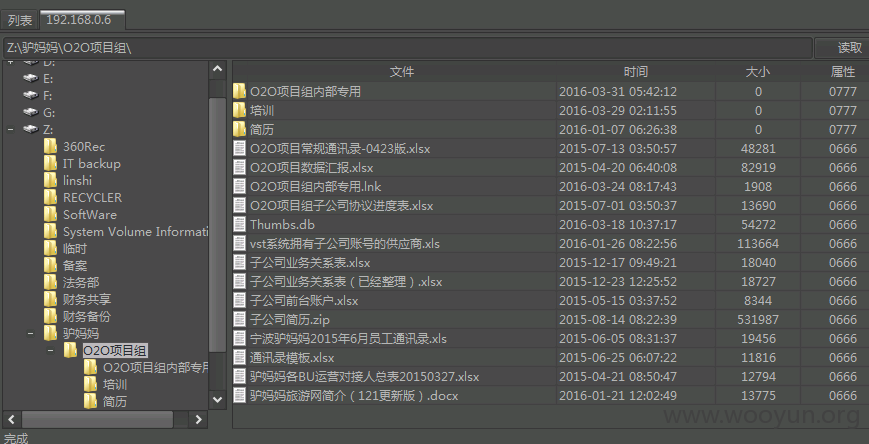 列表 192.168.0.6
Z:\驴妈妈\O2O项目组\ 读取
D:
E:
F:
G:
Z:
360Rec
IT backup
linshi
RECYCLER
SoftWare
System Volume Informati
临时
备案
法务部
财务共享
财务备份
驴妈妈
O2O项目组
O2O项目组内部专用
培训
简历
文件 时间 大小 属性
O2O项目组内部专用 2016-03-31 05:42:12 0 0777
培训 2016-03-29 02:11:55 0 0777
简历 2016-01-07 06:26:38 0 0777
O2O项目常规通讯录-0423版.xlsx 2015-07-13 03:50:57 48281 0666
O2O项目数据汇报.xlsx 2015-04-20 06:40:08 82919 0666
O2O项目组内部专用.lnk 2016-03-24 08:17:43 1908 0666
O2O项目组子公司协议进度表.xlsx 2015-07-01 03:50:37 13690 0666
Thumbs.db 2016-03-18 10:37:17 54272 0666
vst系统拥有子公司账号的供应商.xls 2016-01-26 08:22:56 113664 0666
子公司业务关系表.xlsx 2015-12-17 09:49:21 18040 0666
子公司业务关系表（已经整理）.xlsx 2015-12-23 12:25:52 18727 0666
子公司前台账户.xlsx 2015-05-15 03:37:52 8344 0666
子公司简历.zip 2015-08-14 08:22:39 531987 0666
宁波驴妈妈2015年6月员工通讯录.xls 2015-06-05 08:31:37 19456 0666
通讯录模板.xlsx 2015-06-25 06:07:22 11816 0666
驴妈妈各BU运营对接人总表20150327.xlsx 2015-04-21 08:50:47 12794 0666
驴妈妈旅游网简介（121更新版）.docx 2016-01-21 12:02:49 13775 0666
www.wooyun.org
完成